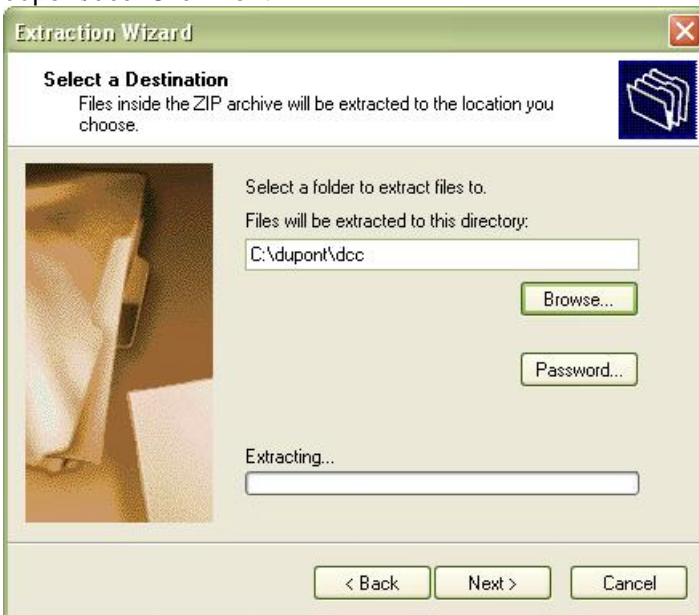 Extraction Wizard
Select a Destination
Files inside the ZIP archive will be extracted to the location you
choose.
Select a folder to extract files to.
Files will be extracted to this directory:
C:\dupont\dcc
Browse...
Password...
Extracting...
< Back
Next >
Cancel